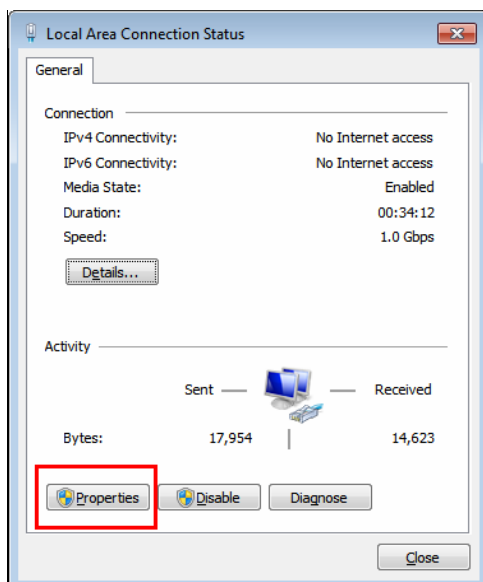 Local Area Connection Status
General
Connection
IPv4 Connectivity: No Internet access
IPv6 Connectivity: No Internet access
Media State: Enabled
Duration: 00:34:12
Speed: 1.0 Gbps
Details...
Activity
Sent Received
Bytes: 17,954 14,623
Properties Disable Diagnose
Close